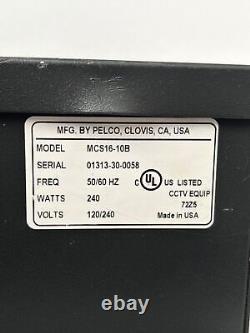 MFG. BY PELCO, CLOVIS, CA, USA
MODEL MCS16-10B
SERIAL 01313-30-0058
FREQ 50/60 HZ
WATTS 240
VOLTS 120/240
C UL US LISTED
CCTV EQUIP
72Z5
Made in USA